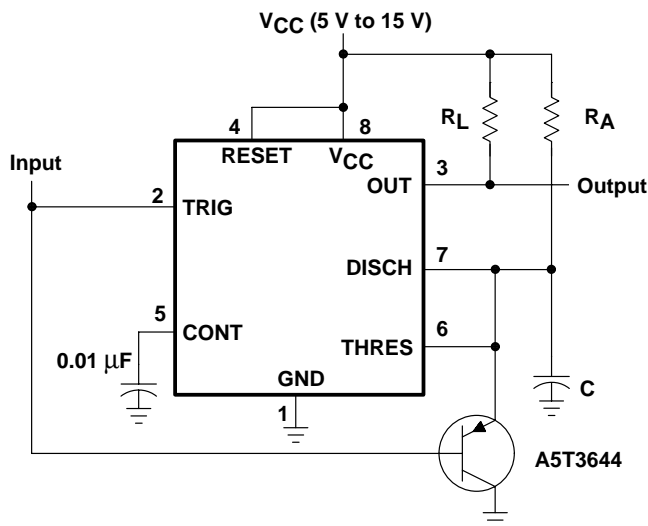 VCC (5 V to 15 V)
4
8
RL
RA
RESET
VCC
Input
3
OUT
Output
2
TRIG
7
DISCH
5
CONT
6
THRES
0.01 μF
GND
C
1
A5T3644